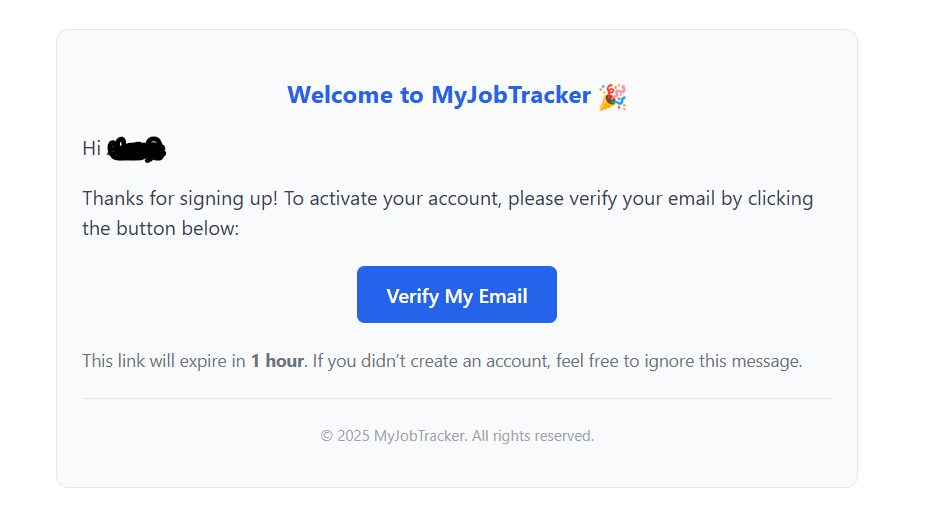 Welcome to MyJobTracker 🎉
Hi
Thanks for signing up! To activate your account, please verify your email by clicking
the button below:
Verify My Email
This link will expire in 1 hour. If you didn’t create an account, feel free to ignore this message.
© 2025 MyJobTracker. All rights reserved.